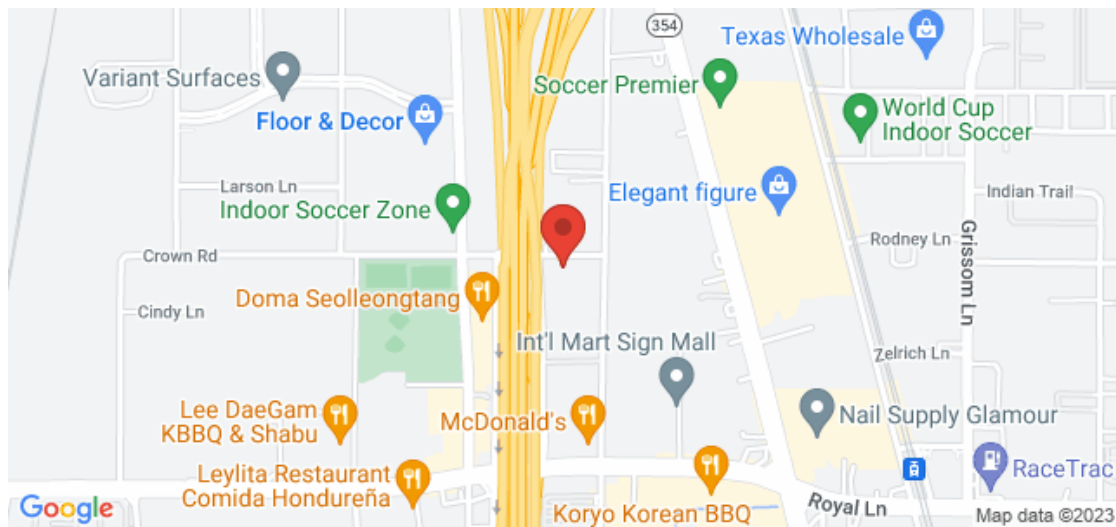 354
Texas Wholesale
Variant Surfaces
Soccer Premier
Floor & Decor
World Cup
Indoor Soccer
Larson Ln
Indoor Soccer Zone
Elegant figure
Indian Trail
Grissom Ln
Rodney Ln
Crown Rd
Doma Seolleongtang
Cindy Ln
Int'l Mart Sign Mall
Zelrich Ln
Lee DaeGam
KBBQ & Shabu
McDonald's
Nail Supply Glamour
Leylita Restaurant
Comida Hondureña
RaceTrac
Koryo Korean BBQ
Royal Ln
Google
Map data ©2023